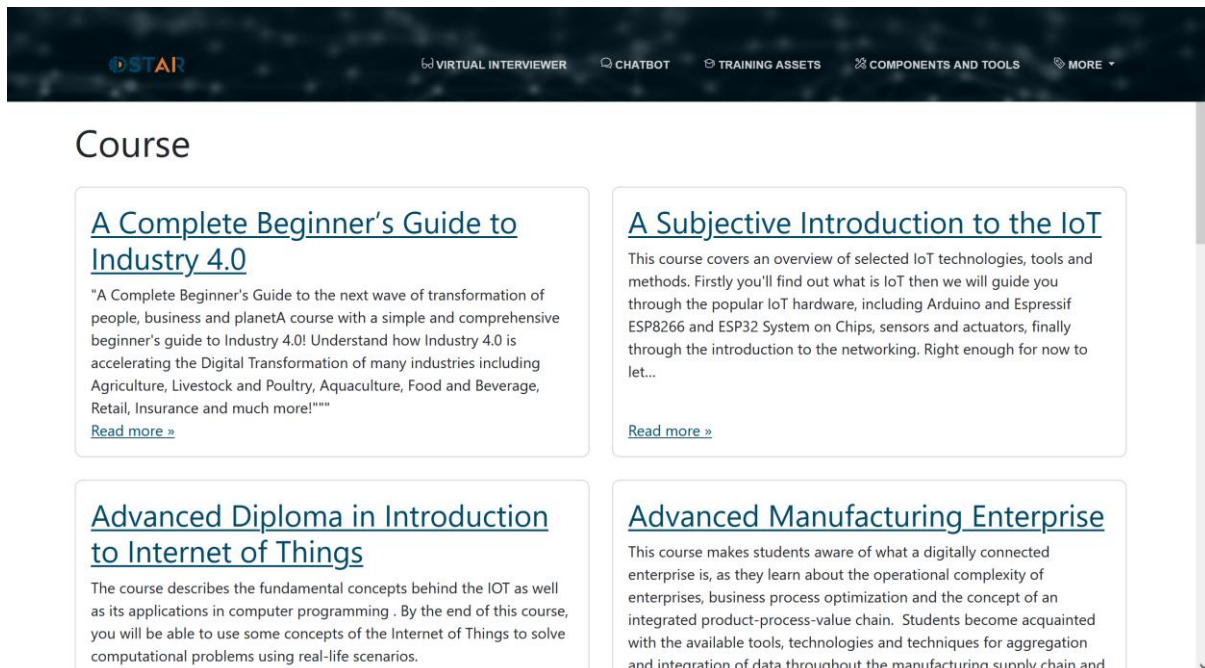 STAR
VIRTUAL INTERVIEWER
CHATBOT
TRAINING ASSETS
COMPONENTS AND TOOLS
MORE
Course
A Complete Beginner's Guide to
Industry 4.0
"A Complete Beginner's Guide to the next wave of transformation of
people, business and planetA course with a simple and comprehensive
beginner's guide to Industry 4.0! Understand how Industry 4.0 is
accelerating the Digital Transformation of many industries including
Agriculture, Livestock and Poultry, Aquaculture, Food and Beverage,
Retail, Insurance and much more!"""
Read more »
A Subjective Introduction to the IoT
This course covers an overview of selected IoT technologies, tools and
methods. Firstly you'll find out what is IoT then we will guide you
through the popular IoT hardware, including Arduino and Espressif
ESP8266 and ESP32 System on Chips, sensors and actuators, finally
through the introduction to the networking. Right enough for now to
let...
Read more »
Advanced Diploma in Introduction
to Internet of Things
The course describes the fundamental concepts behind the IOT as well
as its applications in computer programming . By the end of this course,
you will be able to use some concepts of the Internet of Things to solve
computational problems using real-life scenarios.
Advanced Manufacturing Enterprise
This course makes students aware of what a digitally connected
enterprise is, as they learn about the operational complexity of
enterprises, business process optimization and the concept of an
integrated product-process-value chain. Students become acquainted
with the available tools, technologies and techniques for aggregation
and integration of data throughout the manufacturing supply chain and